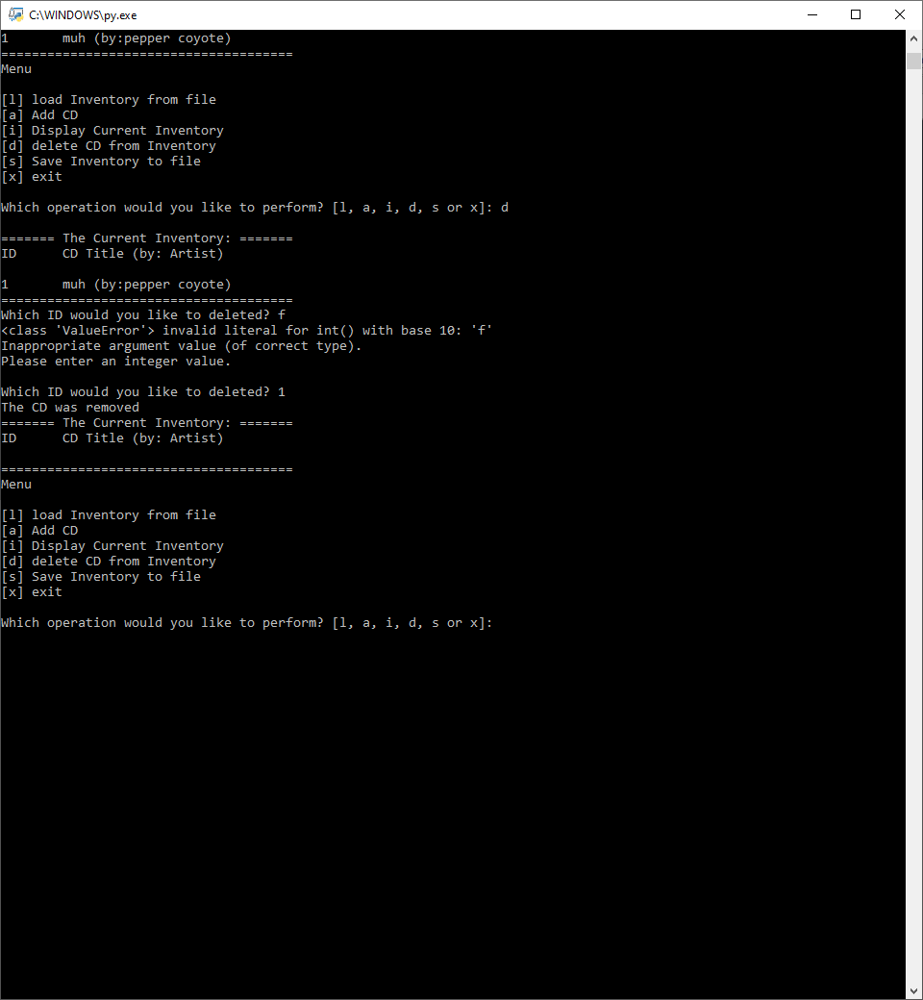 C:\WINDOWS\py.exe
1       muh (by:pepper coyote)
======================================
Menu

[l] load Inventory from file
[a] Add CD
[i] Display Current Inventory
[d] delete CD from Inventory
[s] Save Inventory to file
[x] exit

Which operation would you like to perform? [l, a, i, d, s or x]: d

======= The Current Inventory: =======
ID      CD Title (by: Artist)

1       muh (by:pepper coyote)
======================================
Which ID would you like to deleted? f
<class 'ValueError'> invalid literal for int() with base 10: 'f'
Inappropriate argument value (of correct type).
Please enter an integer value.

Which ID would you like to deleted? 1
The CD was removed
======= The Current Inventory: =======
ID      CD Title (by: Artist)

======================================
Menu

[l] load Inventory from file
[a] Add CD
[i] Display Current Inventory
[d] delete CD from Inventory
[s] Save Inventory to file
[x] exit

Which operation would you like to perform? [l, a, i, d, s or x]: